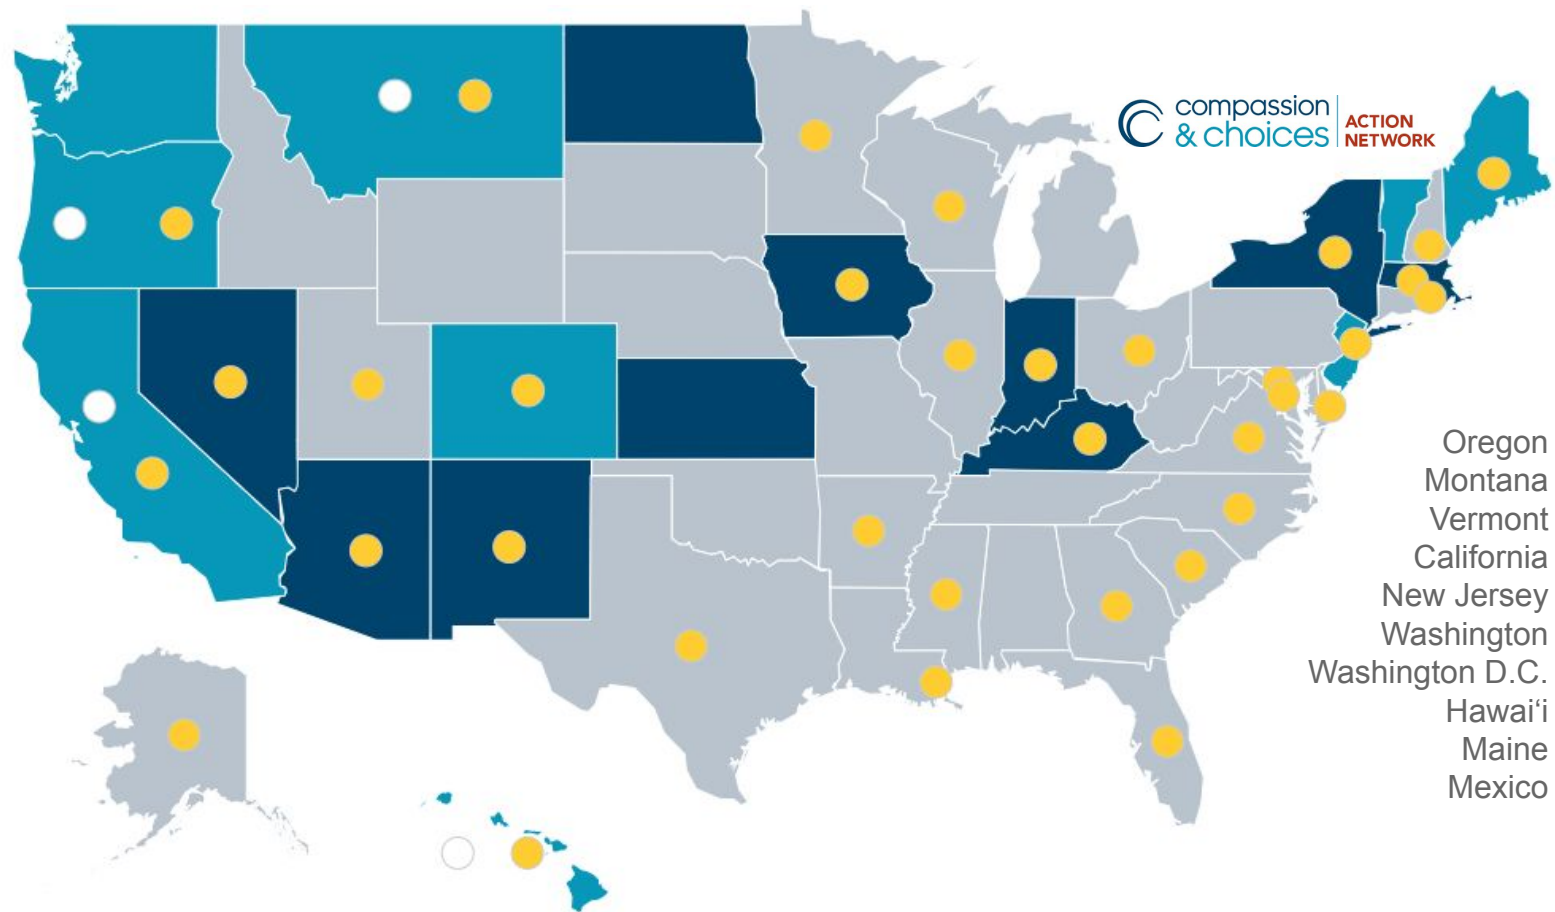 compassion
& choices
ACTION
NETWORK
Oregon
Montana
Vermont
California
New Jersey
Washington
Washington D.C.
Hawai‘i
Maine
Mexico